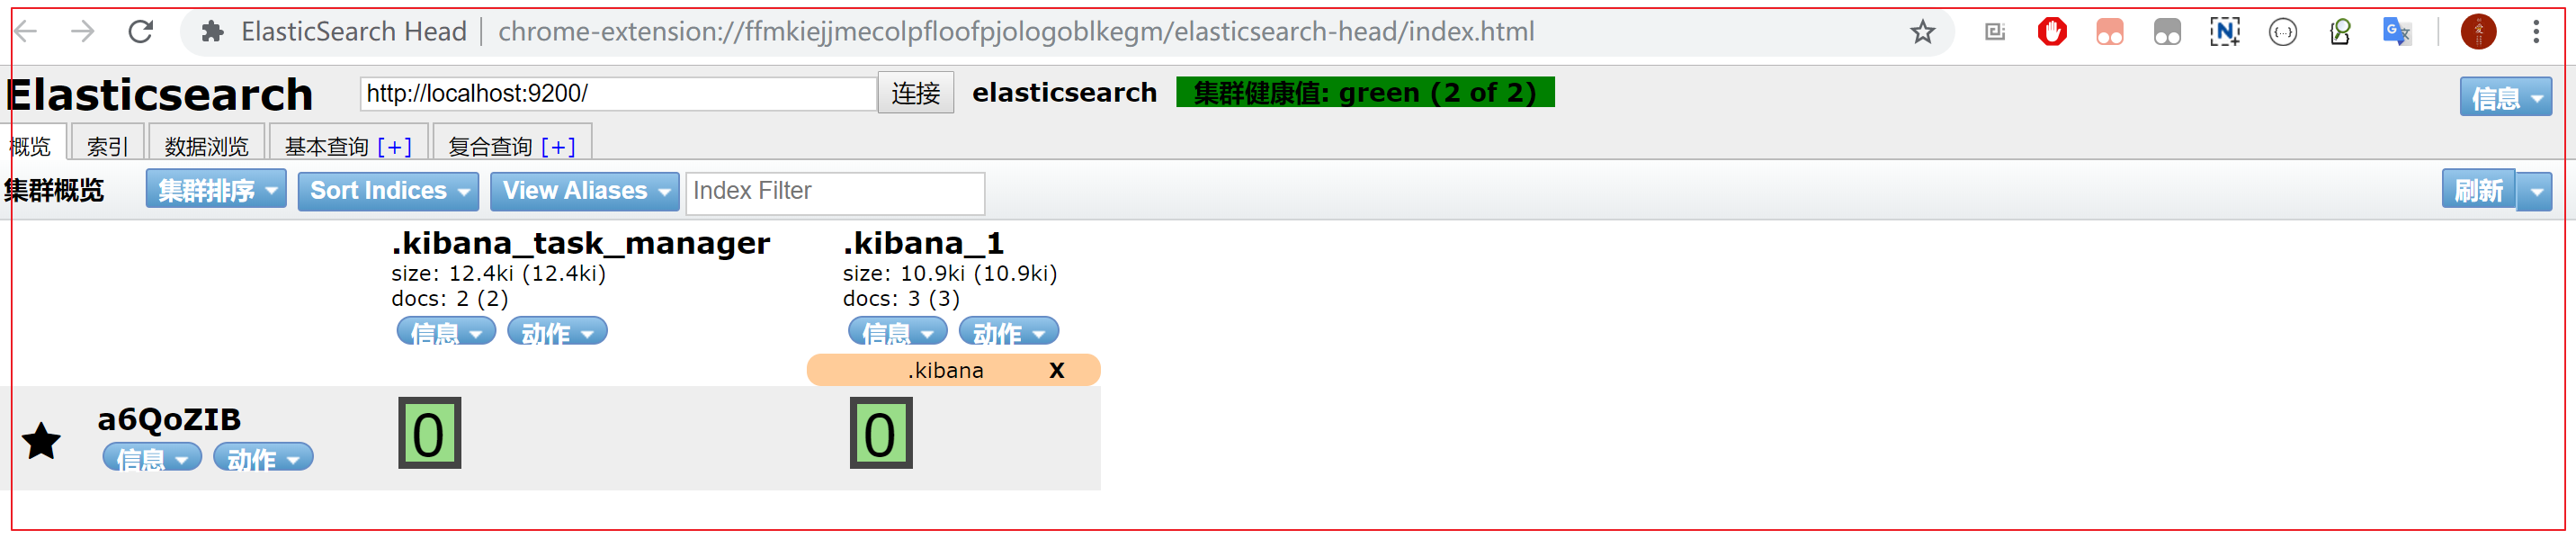 ElasticSearch Head | chrome-extension://ffmkiejjmecolpfloofpjologoblkegm/elasticsearch-head/index.html
Elasticsearch http://localhost:9200/ 连接 elasticsearch 集群健康值: green (2 of 2) 信息
概览 索引 数据浏览 基本查询 [+] 复合查询 [+]
集群概览 集群排序 Sort Indices View Aliases Index Filter 刷新
.kibana_task_manager .kibana_1
size: 12.4ki (12.4ki) size: 10.9ki (10.9ki)
docs: 2 (2) docs: 3 (3)
信息 动作 信息 动作
.kibana X
a6QoZIB 0 0
信息 动作